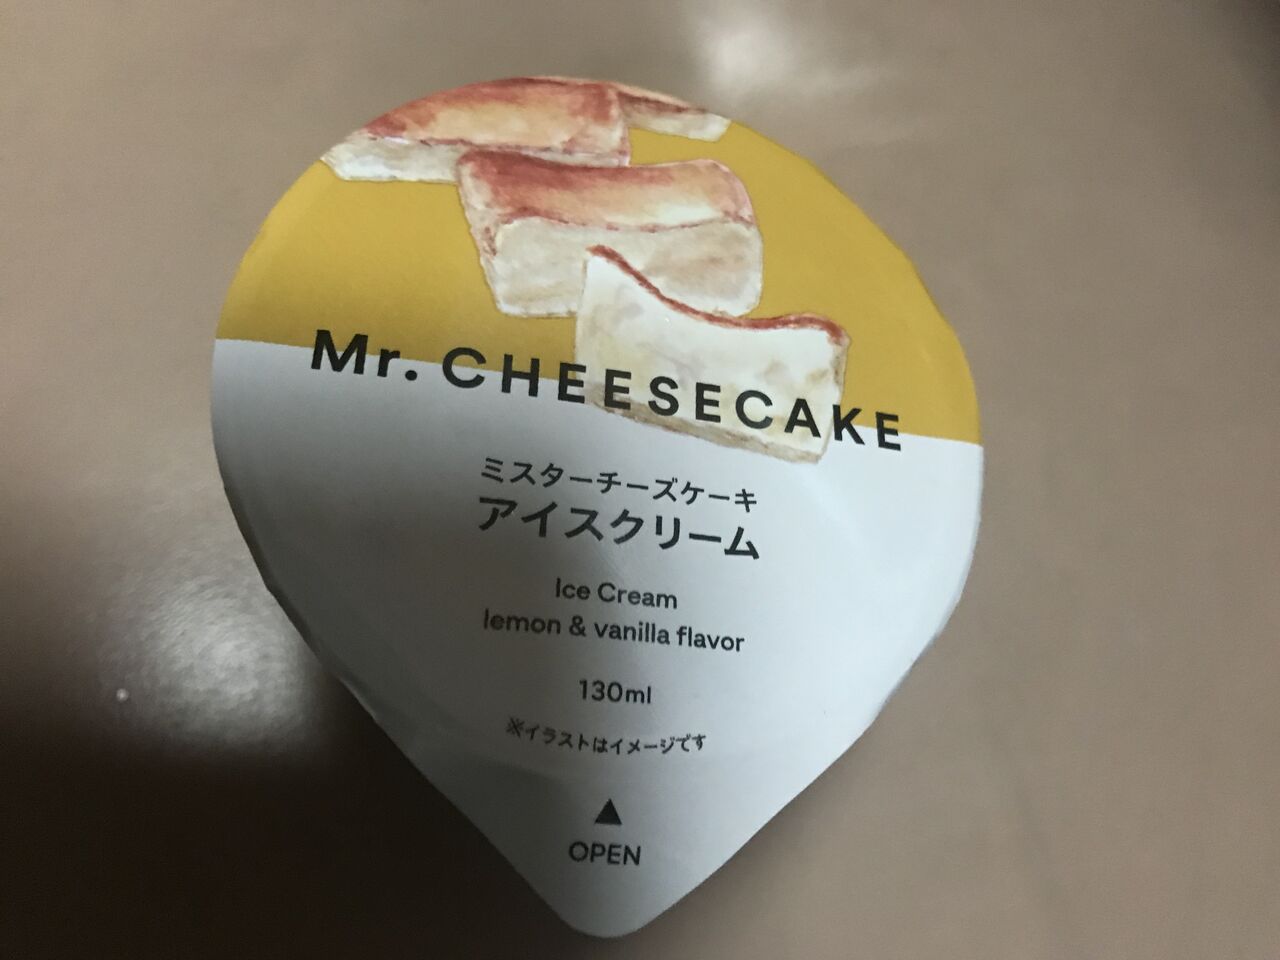 Mr. CHEESECAKE
ミスターチーズケーキ
アイスクリーム
Ice Cream
lemon & vanilla flavor
130ml
※イラストはイメージです
▲
OPEN